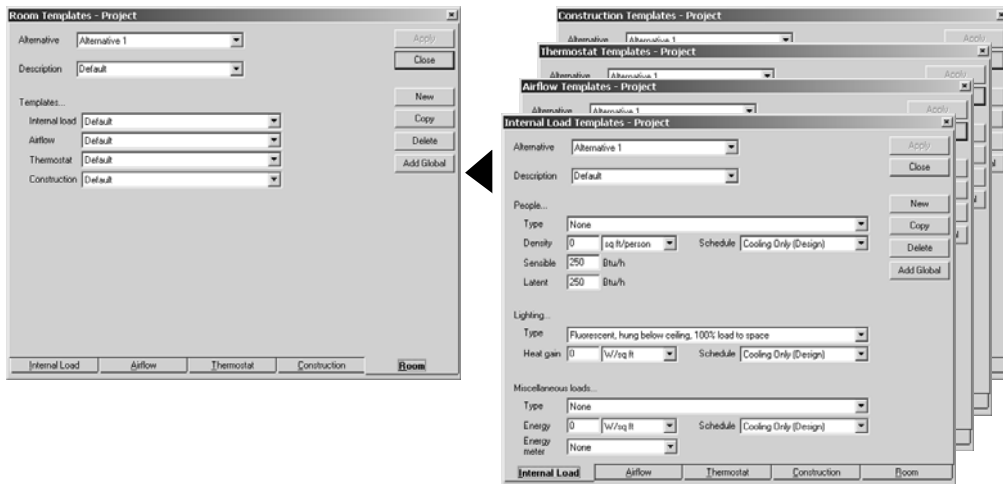 Room Templates - Project
Alternative Alternative 1 Apply
Description Default Close
Templates... New
Internal load Default Copy
Airflow Default Delete
Thermostat Default Add Global
Construction Default
Internal Load Airflow Thermostat Construction Room
Construction Templates - Project
Alternative Alternative 1 Apply
Thermostat Templates - Project
Alternative Alternative 1 Apply
Airflow Templates - Project
Alternative Alternative 1 Apply
Internal Load Templates - Project
Alternative Alternative 1 Apply
Close
Description Default
People... New
Type None Copy
Density 0 sq ft/person Schedule Cooling Only (Design) Delete
Sensible 250 Btu/h Add Global
Latent 250 Btu/h
Lighting...
Type Fluorescent, hung below ceiling, 100% load to space
Heat gain 0 W/sq ft Schedule Cooling Only (Design)
Miscellaneous loads...
Type None
Energy 0 W/sq ft Schedule Cooling Only (Design)
Energy meter None
Internal Load Airflow Thermostat Construction Room